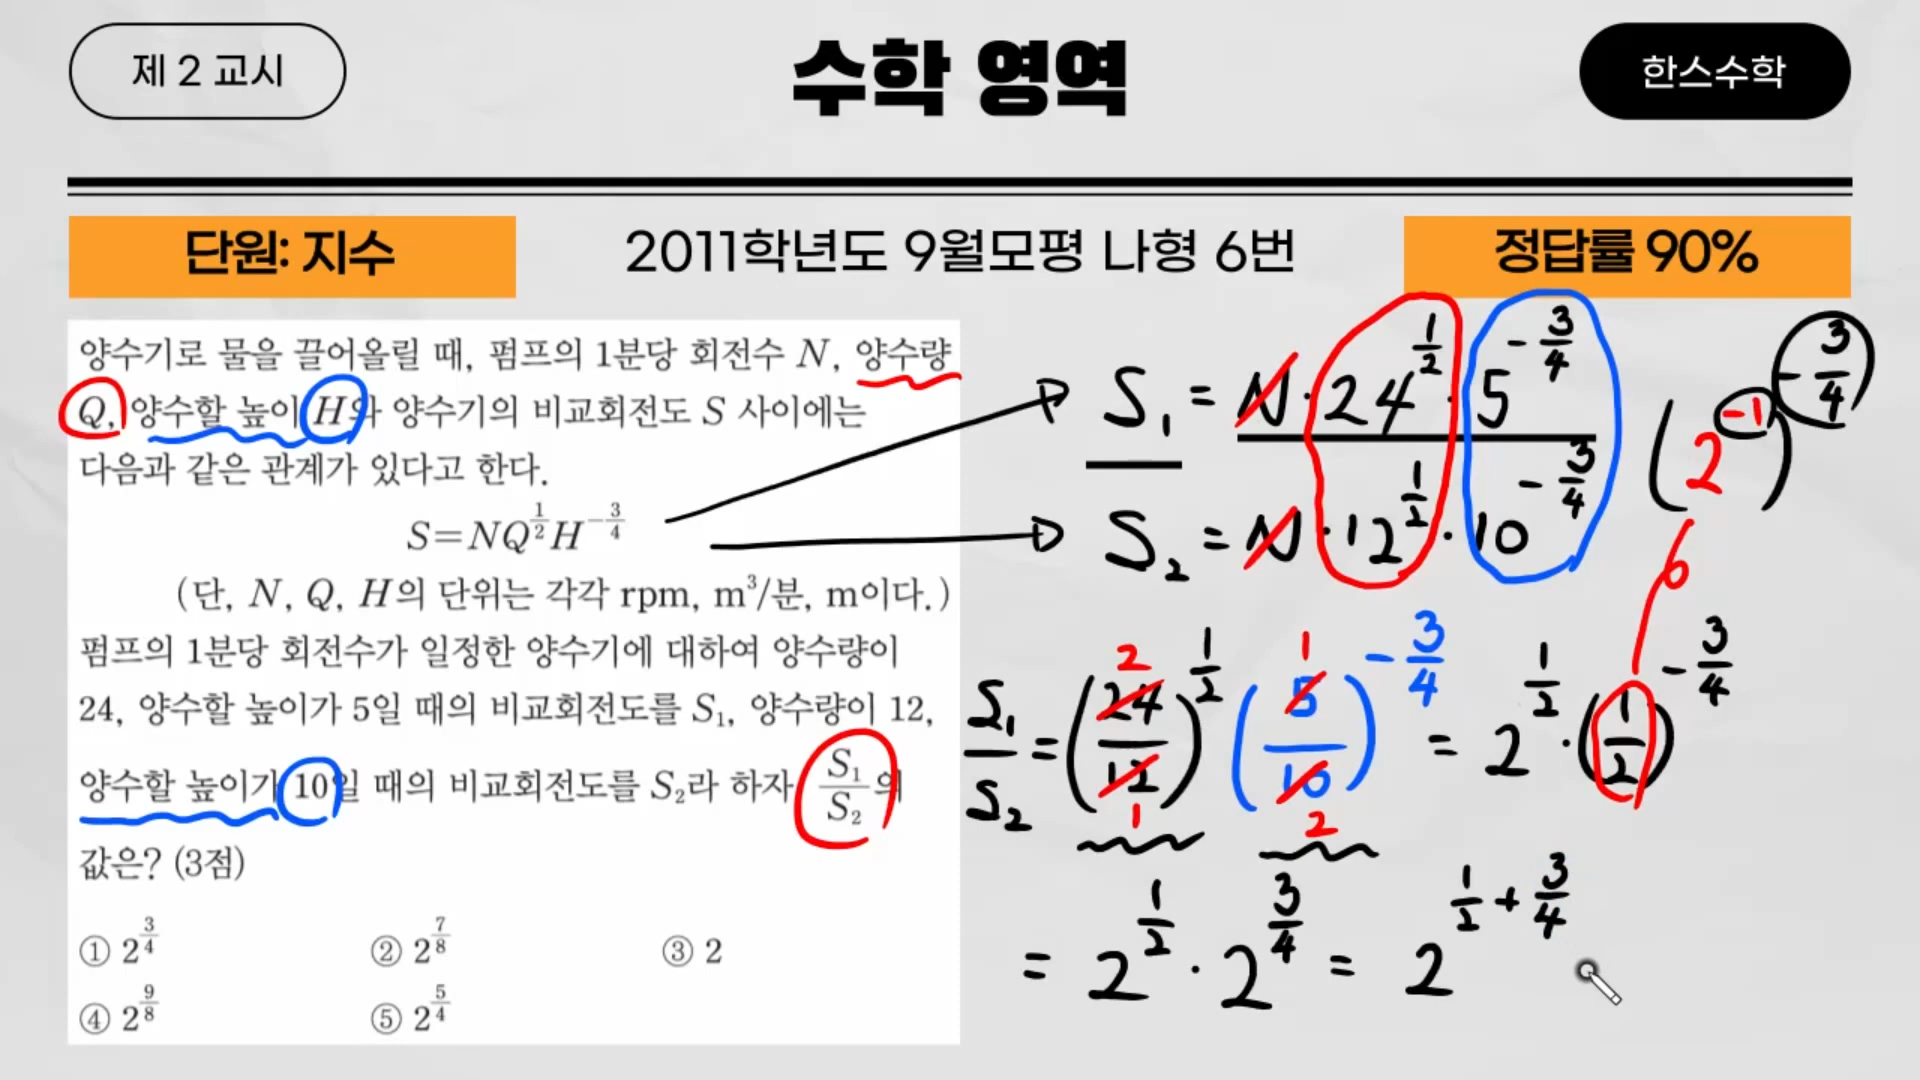 제 2 교시
수학 영역
한스수학
단원: 지수
2011학년도 9월모평 나형 6번
정답률 90%
양수기로 물을 끌어올릴 때, 펌프의 1분당 회전수 N, 양수량
Q, 양수할 높이 H와 양수기의 비교회전도 S 사이에는
다음과 같은 관계가 있다고 한다.
S=NQ^{1/2}H^{-3/4}
(단, N, Q, H의 단위는 각각 rpm, m³/분, m이다.)
펌프의 1분당 회전수가 일정한 양수기에 대하여 양수량이
24, 양수할 높이가 5일 때의 비교회전도를 S₁, 양수량이 12,
양수할 높이가 10일 때의 비교회전도를 S₂라 하자 S₁/S₂의
값은? (3점)
① 2^{3/4} ② 2^{7/8} ③ 2
④ 2^{9/8} ⑤ 2^{5/4}
S₁ = N·24^{1/2}·5^{-3/4}
S₂ = N·12^{1/2}·10^{-3/4}
(2^{-1})^{-3/4}
S₁/S₂ = (24/12)^{1/2} (5/10)^{-3/4} = 2^{1/2}·(1/2)^{-3/4}
2 1
1 2
= 2^{1/2}·2^{3/4} = 2^{1/2+3/4}